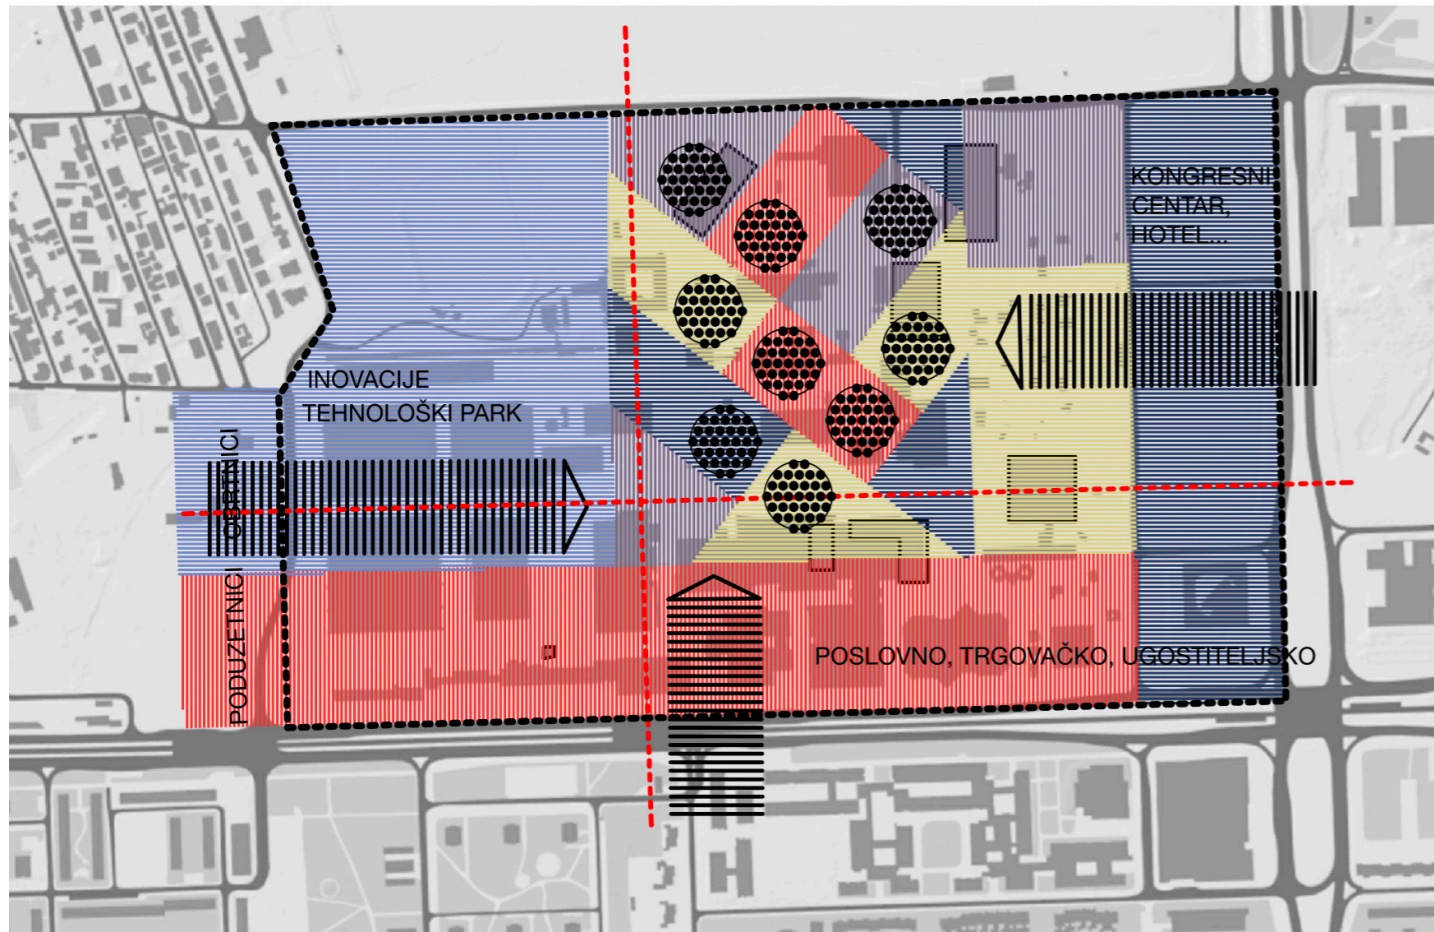 KONGRESNI
CENTAR,
HOTEL...
INOVACIJE
TEHNOLOŠKI PARK
OBRTNICI
PODUZETNICI
POSLOVNO, TRGOVAČKO, UGOSTITELJSKO